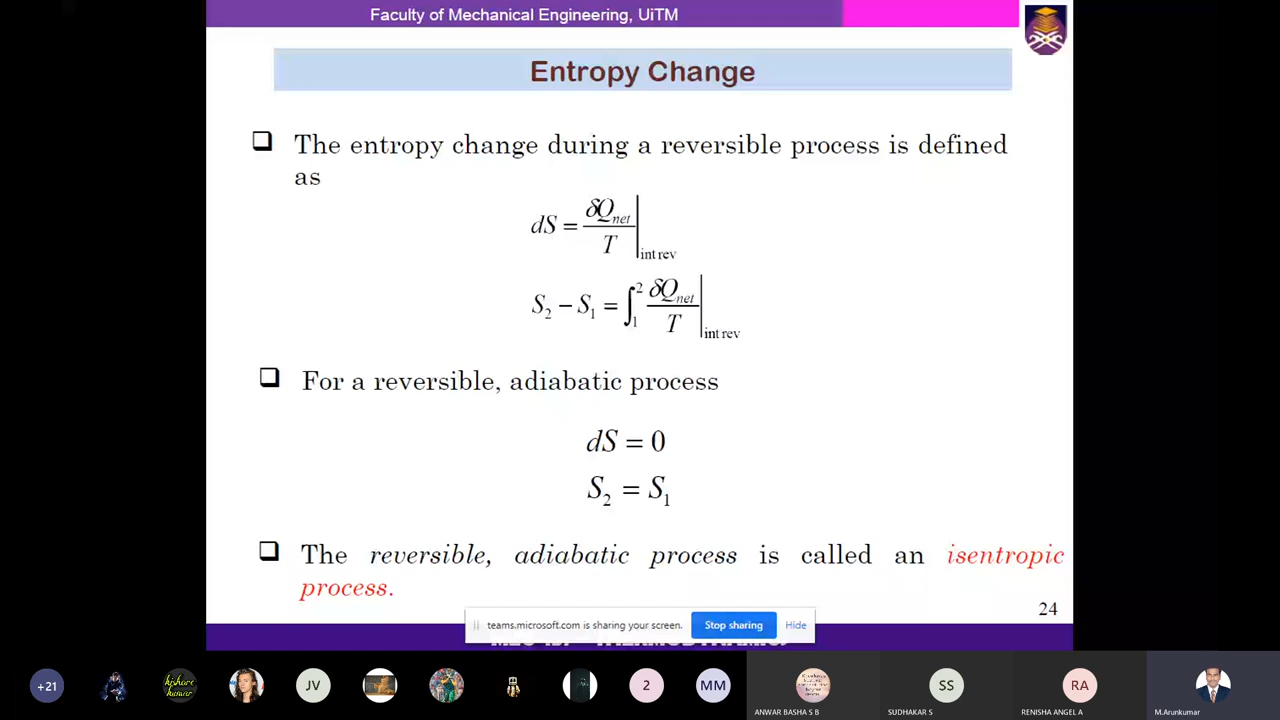 Faculty of Mechanical Engineering, UiTM
Entropy Change
The entropy change during a reversible process is defined
as
dS = δQnet / T |int rev
S2 − S1 = ∫₁² δQnet / T |int rev
For a reversible, adiabatic process
dS = 0
S2 = S1
The reversible, adiabatic process is called an isentropic
process.
24
teams.microsoft.com is sharing your screen. Stop sharing Hide
+21
kishore kumar
JV
2
MM
SS
RA
ANWAR BASHA S B
SUDHAKAR S
RENISHA ANGEL A
M.Arunkumar